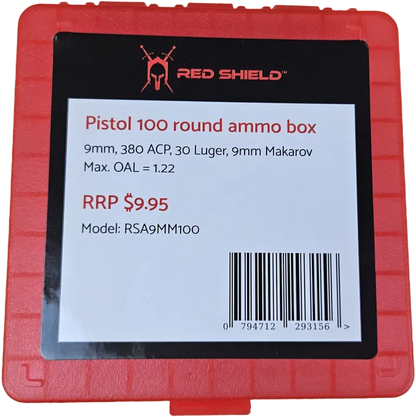 RED SHIELD™
Pistol 100 round ammo box
9mm, 380 ACP, 30 Luger, 9mm Makarov
Max. OAL = 1.22
RRP $9.95
Model: RSA9MM100
0 794712 293156 >